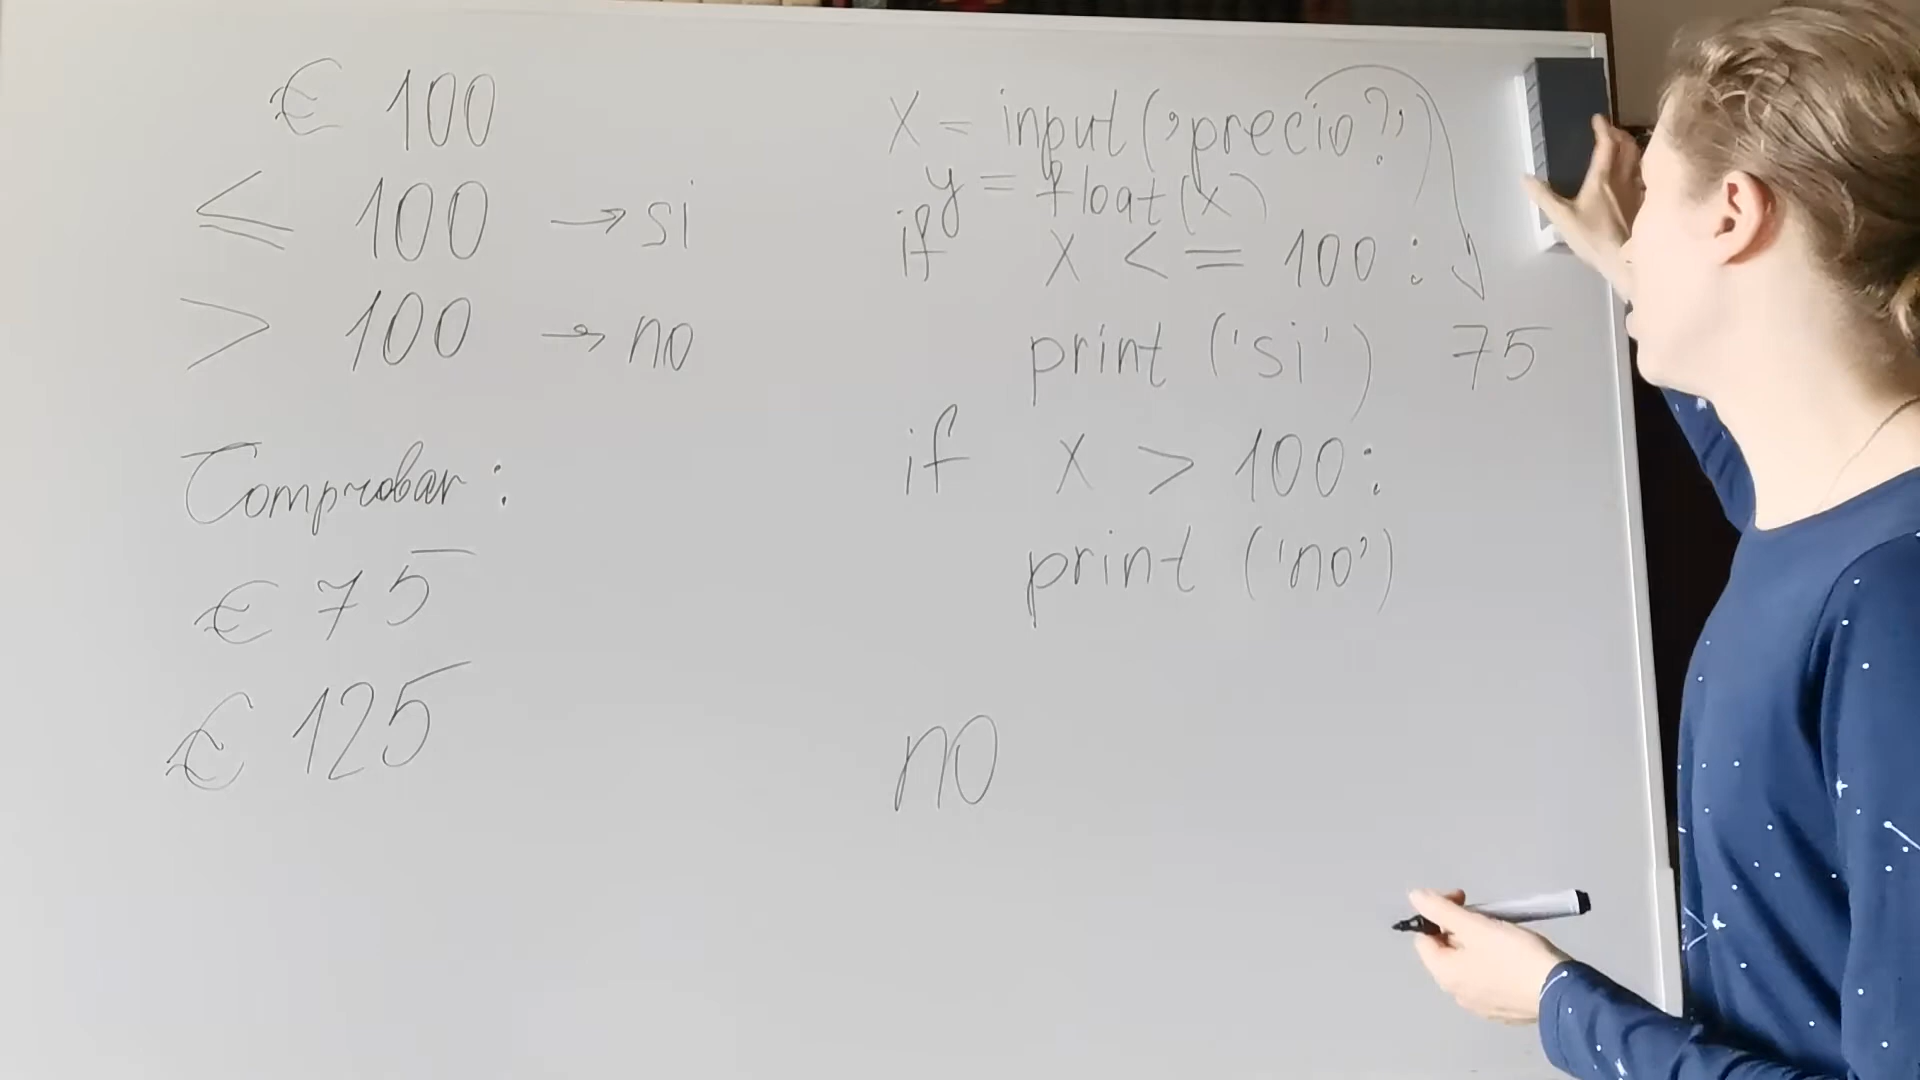 € 100
≤ 100 → si
> 100 → no
Comprobar:
€ 75
€ 125
x = input(,precio?,)
y = float(x)
if x <= 100:
print ('si') 75
if x > 100:
print ('no')
no